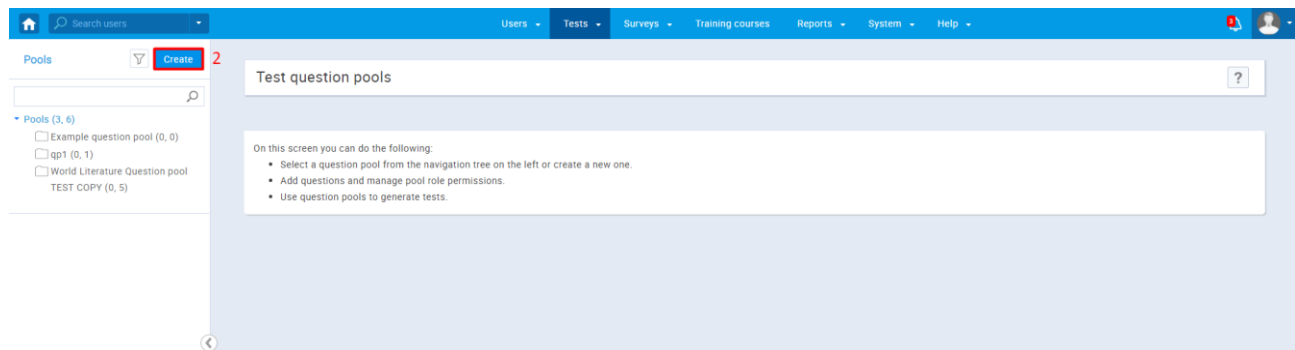 Search users
Users Tests Surveys Training courses Reports System Help
3
Pools Create 2
Test question pools ?
Pools (3, 6)
Example question pool (0, 0)
qp1 (0, 1)
World Literature Question pool
TEST COPY (0, 5)
On this screen you can do the following:
Select a question pool from the navigation tree on the left or create a new one.
Add questions and manage pool role permissions.
Use question pools to generate tests.